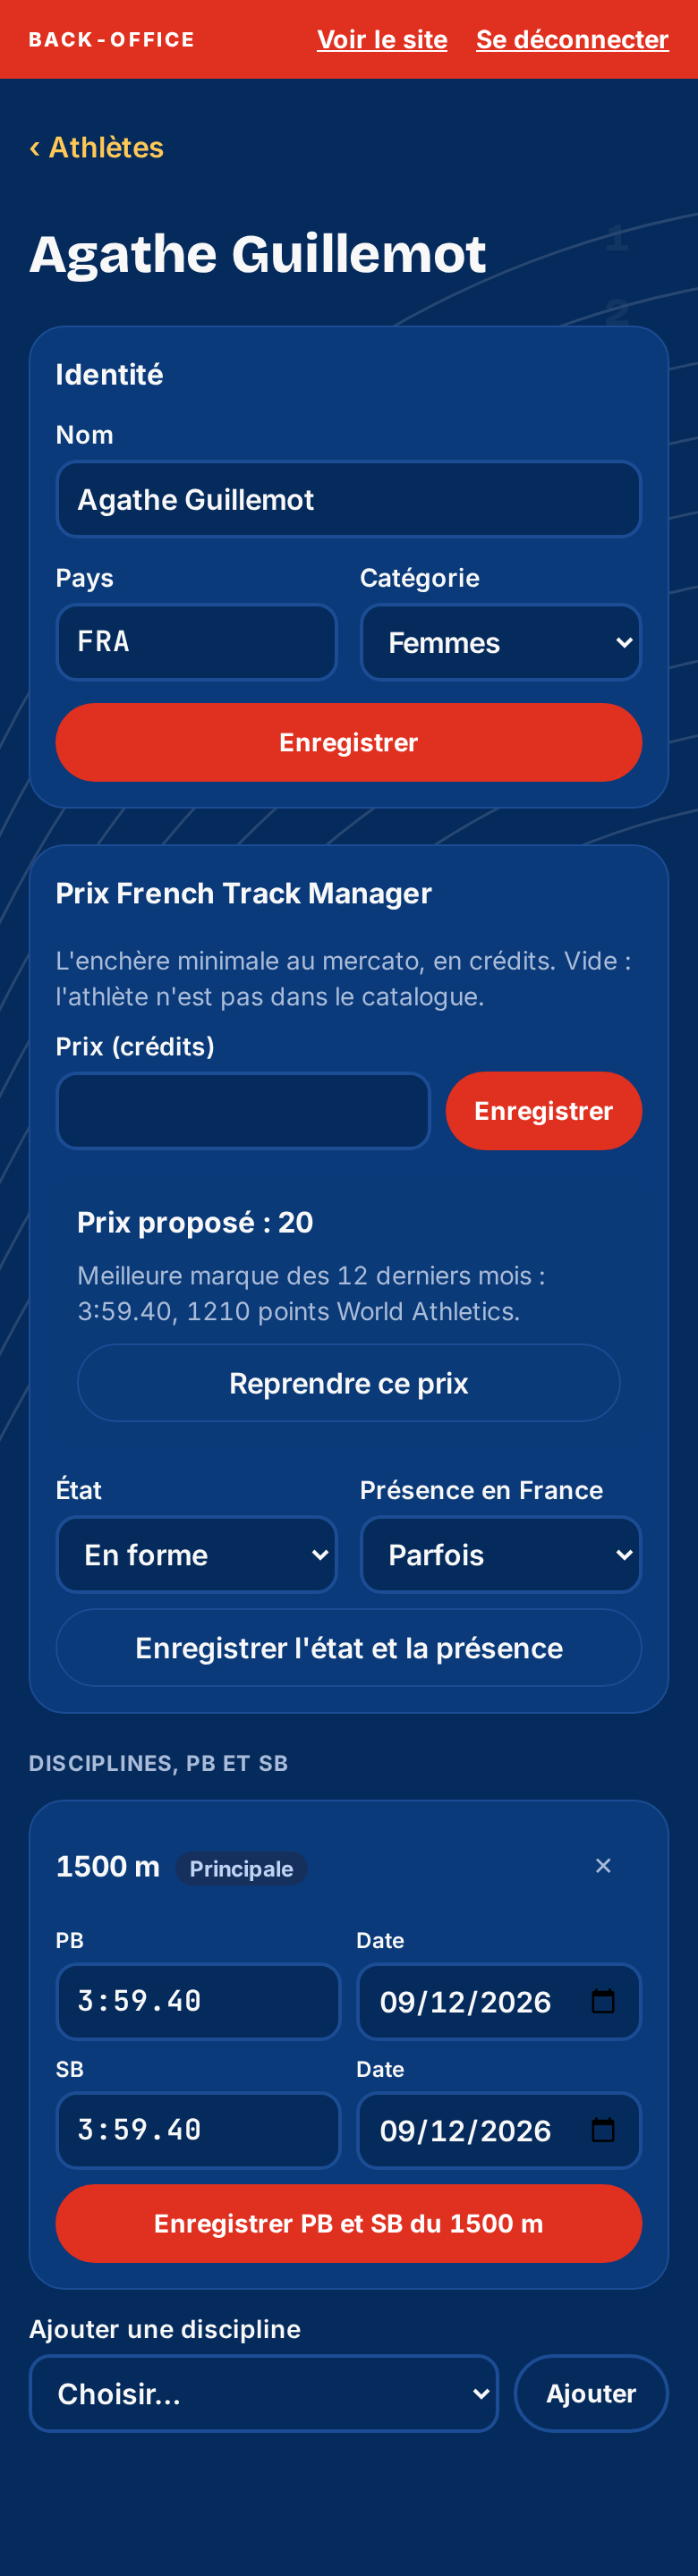 BACK-OFFICE Voir le site Se déconnecter
‹ Athlètes
1
Agathe Guillemot
2
Identité
Nom
Agathe Guillemot
Pays Catégorie
FRA Femmes
Enregistrer
Prix French Track Manager
L'enchère minimale au mercato, en crédits. Vide :
l'athlète n'est pas dans le catalogue.
Prix (crédits)
Enregistrer
Prix proposé : 20
Meilleure marque des 12 derniers mois :
3:59.40, 1210 points World Athletics.
Reprendre ce prix
État Présence en France
En forme Parfois
Enregistrer l'état et la présence
DISCIPLINES, PB ET SB
1500 m Principale ×
PB Date
3:59.40 09/12/2026
SB Date
3:59.40 09/12/2026
Enregistrer PB et SB du 1500 m
Ajouter une discipline
Choisir... Ajouter